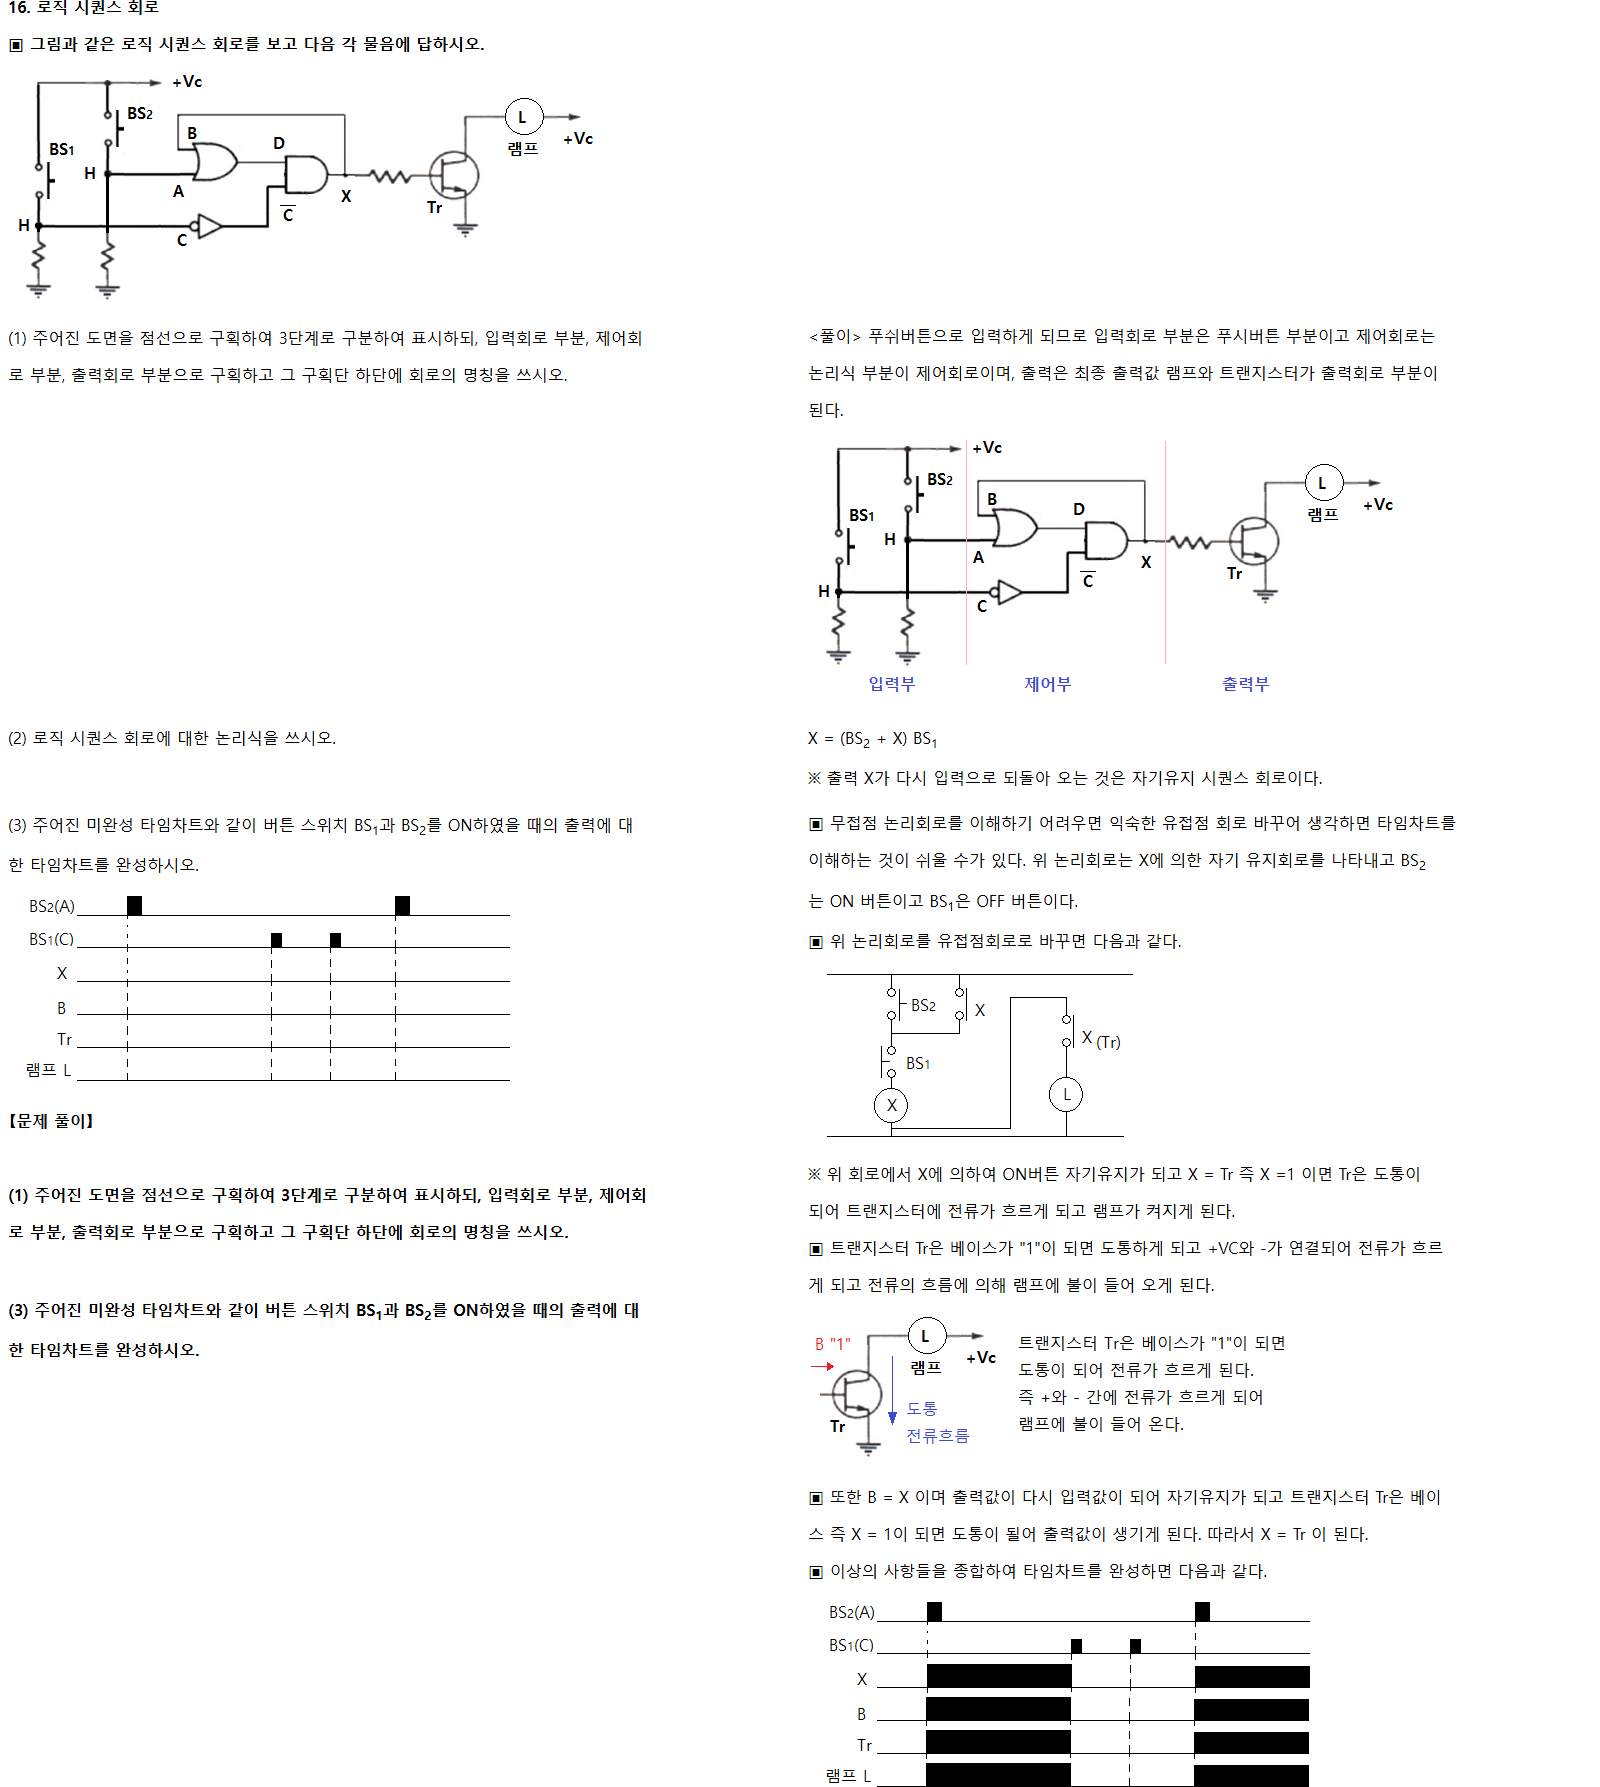 16. 로직 시퀀스 회로
▣ 그림과 같은 로직 시퀀스 회로를 보고 다음 각 물음에 답하시오.
+Vc
BS2
L
B
D
+Vc
BS1
램프
H
A
X
Tr
C̅
H
C
(1) 주어진 도면을 점선으로 구획하여 3단계로 구분하여 표시하되, 입력회로 부분, 제어회
로 부분, 출력회로 부분으로 구획하고 그 구획단 하단에 회로의 명칭을 쓰시오.
(2) 로직 시퀀스 회로에 대한 논리식을 쓰시오.
(3) 주어진 미완성 타임차트와 같이 버튼 스위치 BS1과 BS2를 ON하였을 때의 출력에 대
한 타임차트를 완성하시오.
BS2(A)
BS1(C)
X
B
Tr
램프 L
【문제 풀이】
(1) 주어진 도면을 점선으로 구획하여 3단계로 구분하여 표시하되, 입력회로 부분, 제어회
로 부분, 출력회로 부분으로 구획하고 그 구획단 하단에 회로의 명칭을 쓰시오.
(3) 주어진 미완성 타임차트와 같이 버튼 스위치 BS1과 BS2를 ON하였을 때의 출력에 대
한 타임차트를 완성하시오.
<풀이> 푸쉬버튼으로 입력하게 되므로 입력회로 부분은 푸시버튼 부분이고 제어회로는
논리식 부분이 제어회로이며, 출력은 최종 출력값 램프와 트랜지스터가 출력회로 부분이
된다.
+Vc
BS2
L
B
D
+Vc
BS1
램프
H
A
X
Tr
C̅
H
C
입력부 제어부 출력부
X = (BS2 + X) BS1
※ 출력 X가 다시 입력으로 되돌아 오는 것은 자기유지 시퀀스 회로이다.
▣ 무접점 논리회로를 이해하기 어려우면 익숙한 유접점 회로 바꾸어 생각하면 타임차트를
이해하는 것이 쉬울 수가 있다. 위 논리회로는 X에 의한 자기 유지회로를 나타내고 BS2
는 ON 버튼이고 BS1은 OFF 버튼이다.
▣ 위 논리회로를 유접점회로로 바꾸면 다음과 같다.
BS2
X
X (Tr)
BS1
X
L
※ 위 회로에서 X에 의하여 ON버튼 자기유지가 되고 X = Tr 즉 X =1 이면 Tr은 도통이
되어 트랜지스터에 전류가 흐르게 되고 램프가 켜지게 된다.
▣ 트랜지스터 Tr은 베이스가 "1"이 되면 도통하게 되고 +VC와 -가 연결되어 전류가 흐르
게 되고 전류의 흐름에 의해 램프에 불이 들어 오게 된다.
B "1"
L
램프
+Vc
Tr
도통
전류흐름
트랜지스터 Tr은 베이스가 "1"이 되면
도통이 되어 전류가 흐르게 된다.
즉 +와 - 간에 전류가 흐르게 되어
램프에 불이 들어 온다.
▣ 또한 B = X 이며 출력값이 다시 입력값이 되어 자기유지가 되고 트랜지스터 Tr은 베이
스 즉 X = 1이 되면 도통이 될어 출력값이 생기게 된다. 따라서 X = Tr 이 된다.
▣ 이상의 사항들을 종합하여 타임차트를 완성하면 다음과 같다.
BS2(A)
BS1(C)
X
B
Tr
램프 L